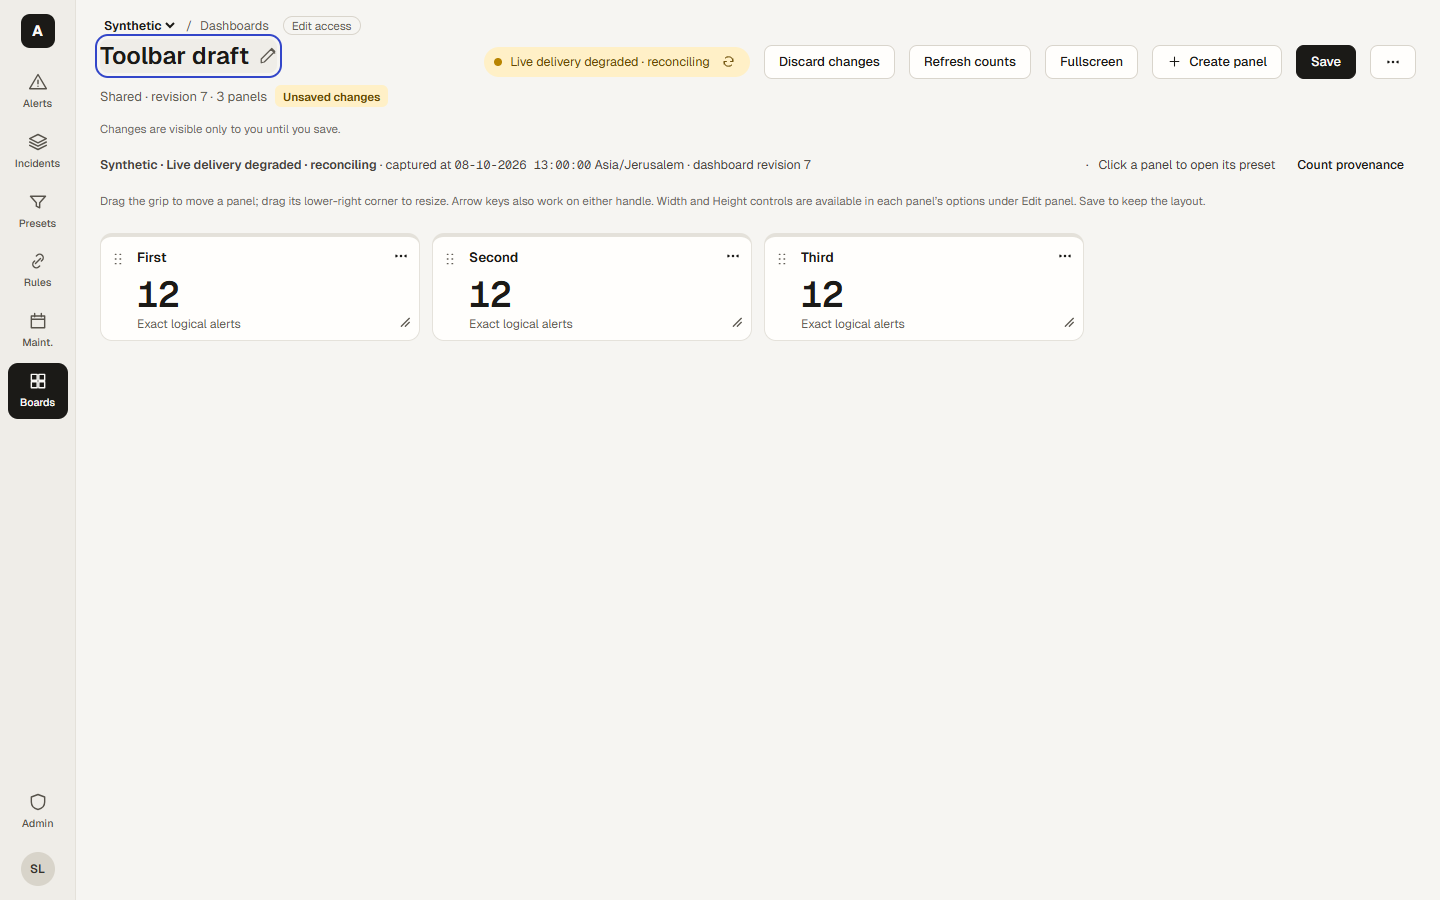 A
Alerts
Incidents
Presets
Rules
Maint.
Boards
Admin
SL
Synthetic / Dashboards Edit access
Toolbar draft
Live delivery degraded · reconciling
Discard changes
Refresh counts
Fullscreen
+ Create panel
Save
···
Shared · revision 7 · 3 panels Unsaved changes
Changes are visible only to you until you save.
Synthetic · Live delivery degraded · reconciling · captured at 08-10-2026 13:00:00 Asia/Jerusalem · dashboard revision 7
· Click a panel to open its preset
Count provenance
Drag the grip to move a panel; drag its lower-right corner to resize. Arrow keys also work on either handle. Width and Height controls are available in each panel's options under Edit panel. Save to keep the layout.
First
12
Exact logical alerts
Second
12
Exact logical alerts
Third
12
Exact logical alerts